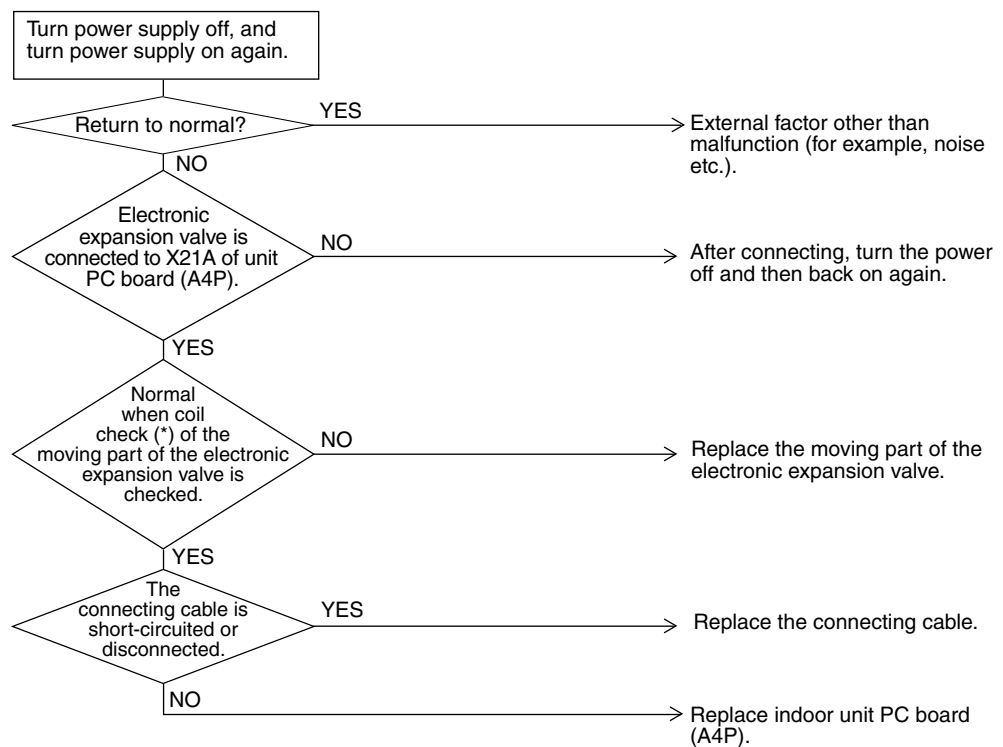 Turn power supply off, and
turn power supply on again.
Return to normal?
YES
External factor other than
malfunction (for example, noise
etc.).
NO
Electronic
expansion valve is
connected to X21A of unit
PC board (A4P).
NO
After connecting, turn the power
off and then back on again.
YES
Normal
when coil
check (*) of the
moving part of the electronic
expansion valve is
checked.
NO
Replace the moving part of the
electronic expansion valve.
YES
The
connecting cable is
short-circuited or
disconnected.
YES
Replace the connecting cable.
NO
Replace indoor unit PC board
(A4P).